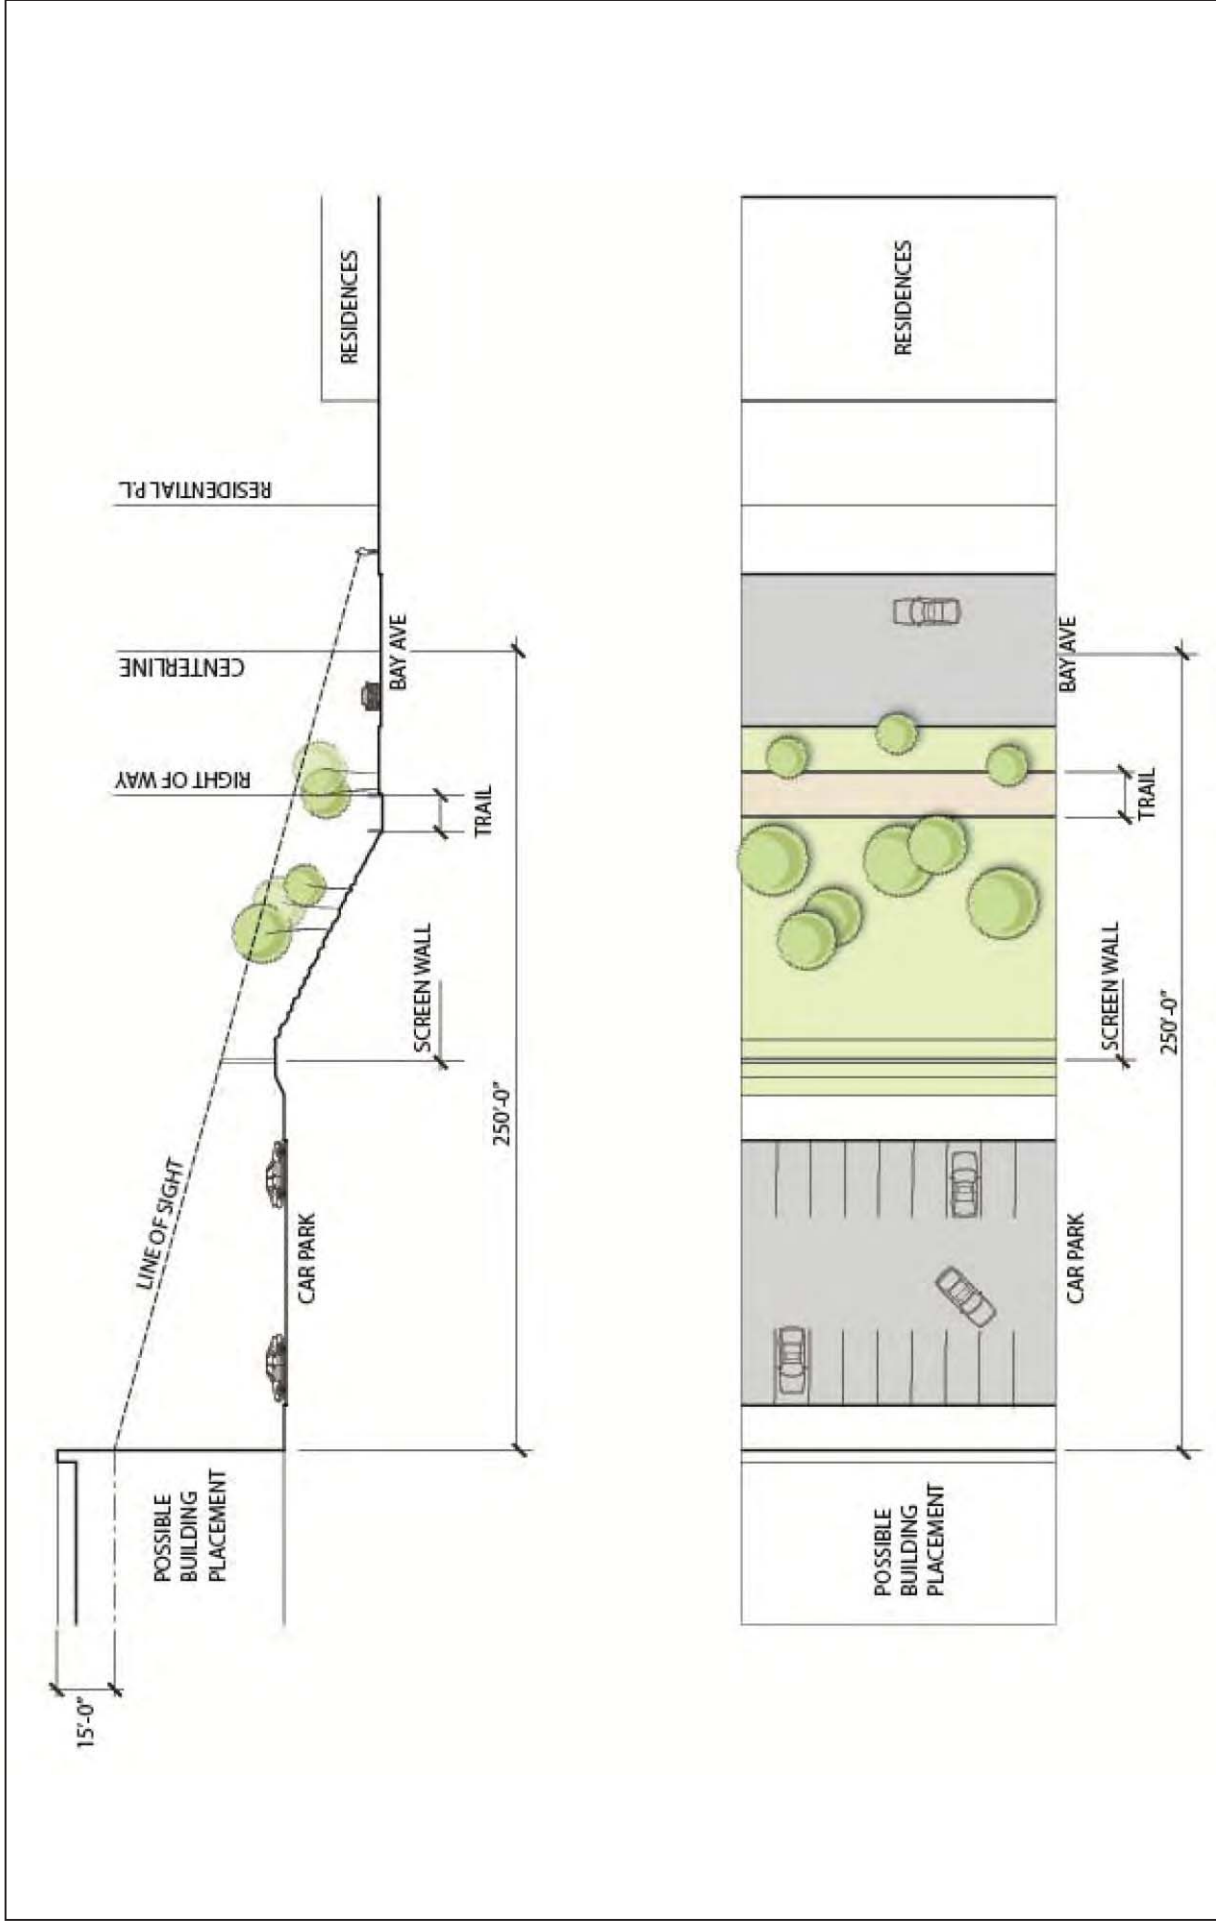 15'-0"
POSSIBLE
BUILDING
PLACEMENT
LINE OF SIGHT
CAR PARK
250'-0"
SCREEN WALL
TRAIL
RIGHT OF WAY
CENTERLINE
BAY AVE
RESIDENTIAL P.L.
RESIDENCES
POSSIBLE
BUILDING
PLACEMENT
CAR PARK
250'-0"
SCREEN WALL
TRAIL
BAY AVE
RESIDENCES